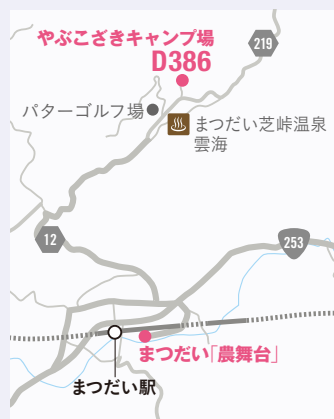 やぶこざきキャンプ場
D386
219
パターゴルフ場
まつだい芝峠温泉
雲海
12
253
まつだい「農舞台」
まつだい駅